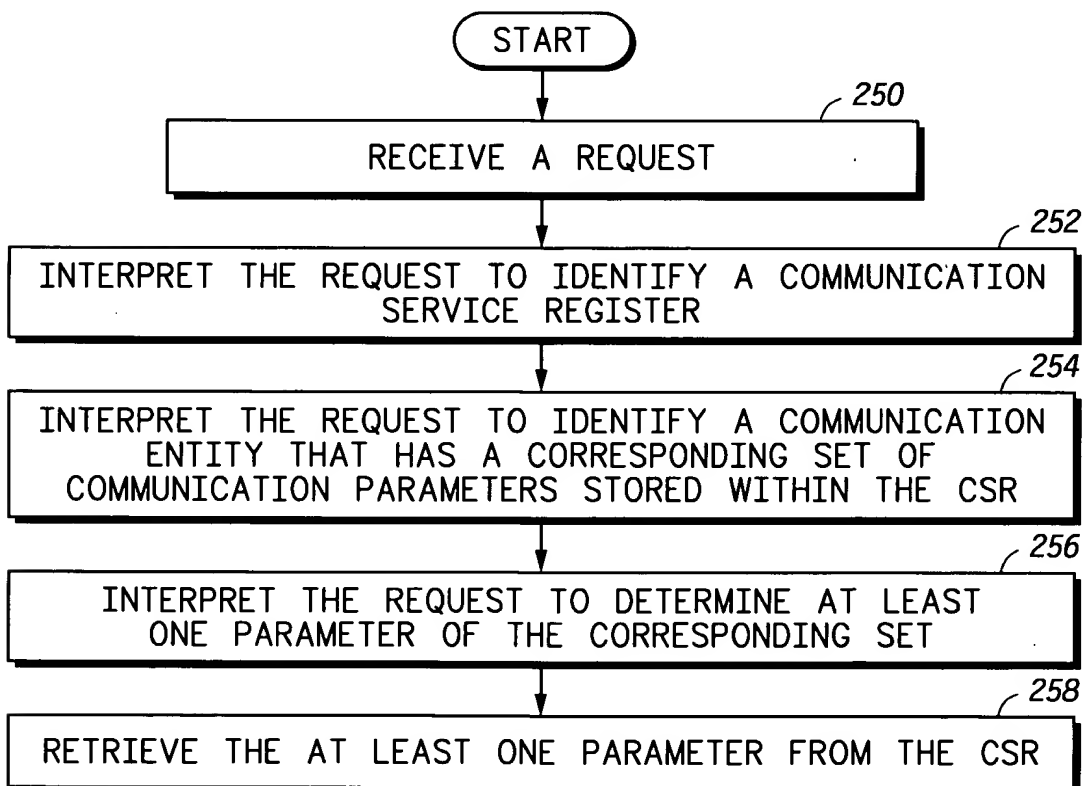 START
250
RECEIVE A REQUEST
252
INTERPRET THE REQUEST TO IDENTIFY A COMMUNICATION
SERVICE REGISTER
254
INTERPRET THE REQUEST TO IDENTIFY A COMMUNICATION
ENTITY THAT HAS A CORRESPONDING SET OF
COMMUNICATION PARAMETERS STORED WITHIN THE CSR
256
INTERPRET THE REQUEST TO DETERMINE AT LEAST
ONE PARAMETER OF THE CORRESPONDING SET
258
RETRIEVE THE AT LEAST ONE PARAMETER FROM THE CSR